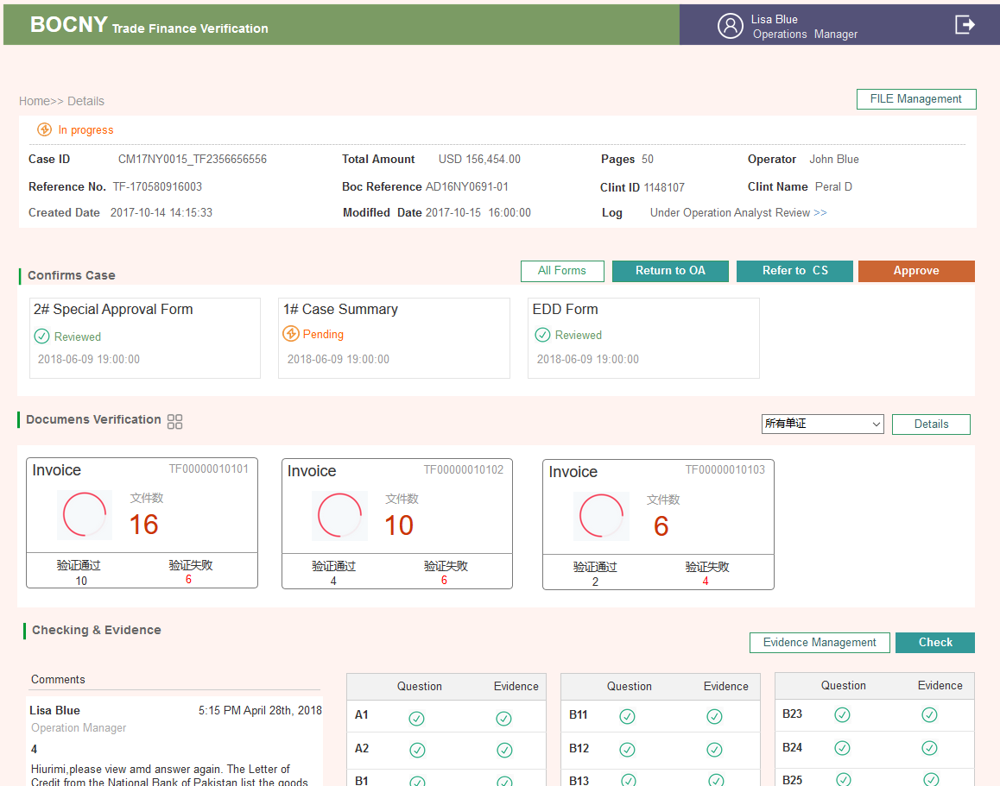 BOCNY Trade Finance Verification
Lisa Blue
Operations Manager
Home>> Details
FILE Management
In progress
Case ID CM17NY0015_TF2356656556 Total Amount USD 156,454.00 Pages 50 Operator John Blue
Reference No. TF-170580916003 Boc Reference AD16NY0691-01 Clint ID 1148107 Clint Name Peral D
Created Date 2017-10-14 14:15:33 Modifled Date 2017-10-15 16:00:00 Log Under Operation Analyst Review >>
Confirms Case
All Forms Return to OA Refer to CS Approve
2# Special Approval Form
Reviewed
2018-06-09 19:00:00
1# Case Summary
Pending
2018-06-09 19:00:00
EDD Form
Reviewed
2018-06-09 19:00:00
Documens Verification
所有单证 Details
Invoice TF00000010101
文件数
16
验证通过 验证失败
10 6
Invoice TF00000010102
文件数
10
验证通过 验证失败
4 6
Invoice TF00000010103
文件数
6
验证通过 验证失败
2 4
Checking & Evidence
Evidence Management Check
Comments
Lisa Blue 5:15 PM April 28th, 2018
Operation Manager
4
Hiurimi,please view amd answer again. The Letter of
Credit from the National Bank of Pakistan list the goods
Question Evidence
A1
A2
B1
Question Evidence
B11
B12
B13
Question Evidence
B23
B24
B25